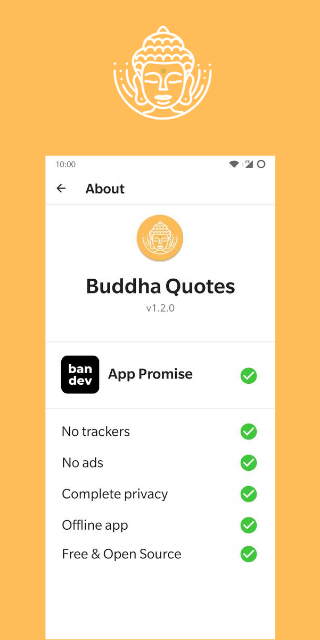 10:00
About
Buddha Quotes
v1.2.0
ban
dev
App Promise
No trackers
No ads
Complete privacy
Offline app
Free & Open Source